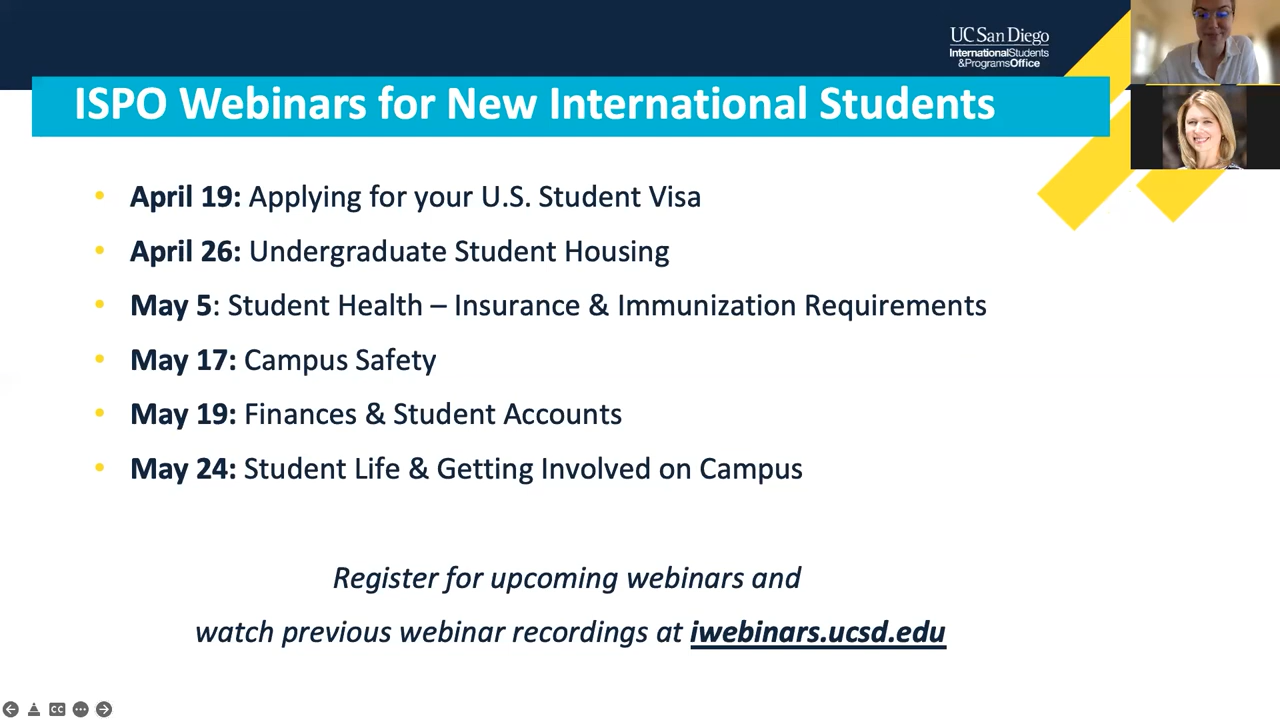 UC San Diego
InternationalStudents
&ProgramsOffice
ISPO Webinars for New International Students
• April 19: Applying for your U.S. Student Visa
• April 26: Undergraduate Student Housing
• May 5: Student Health – Insurance & Immunization Requirements
• May 17: Campus Safety
• May 19: Finances & Student Accounts
• May 24: Student Life & Getting Involved on Campus
Register for upcoming webinars and
watch previous webinar recordings at iwebinars.ucsd.edu
CC